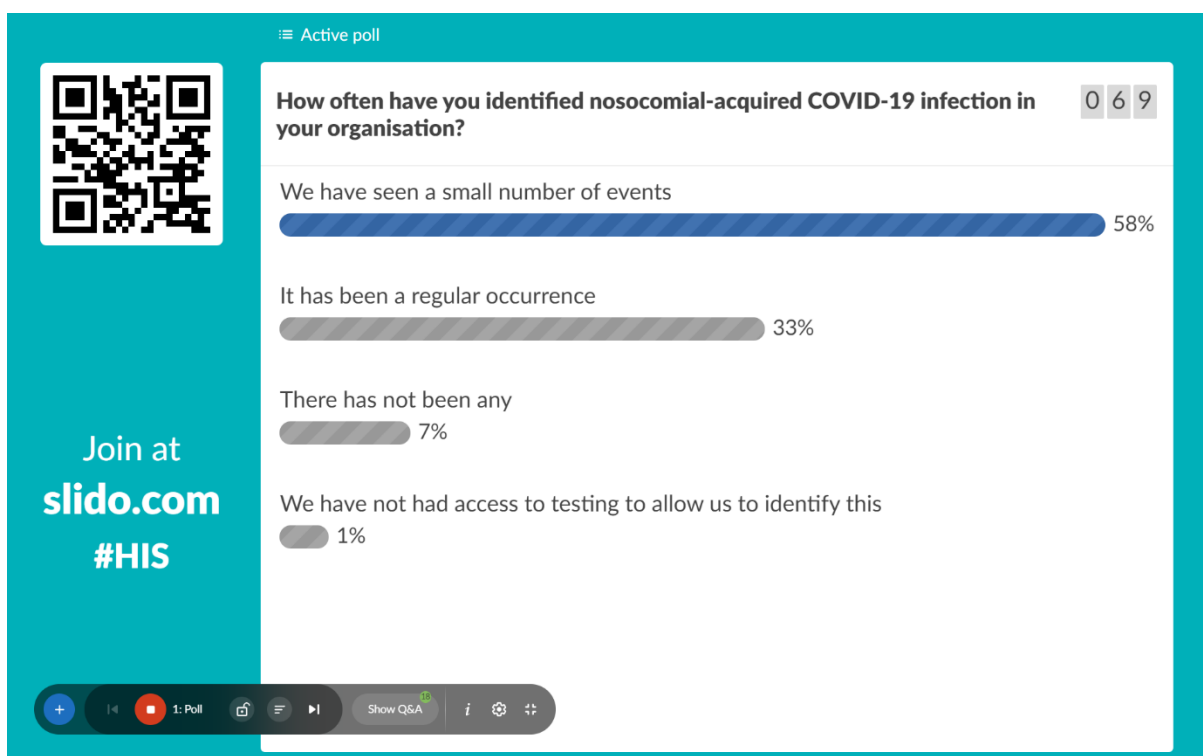 Active poll
How often have you identified nosocomial-acquired COVID-19 infection in
your organisation?
0 6 9
We have seen a small number of events
58%
It has been a regular occurrence
33%
There has not been any
7%
We have not had access to testing to allow us to identify this
1%
Join at
slido.com
#HIS
1: Poll
Show Q&A
18
i